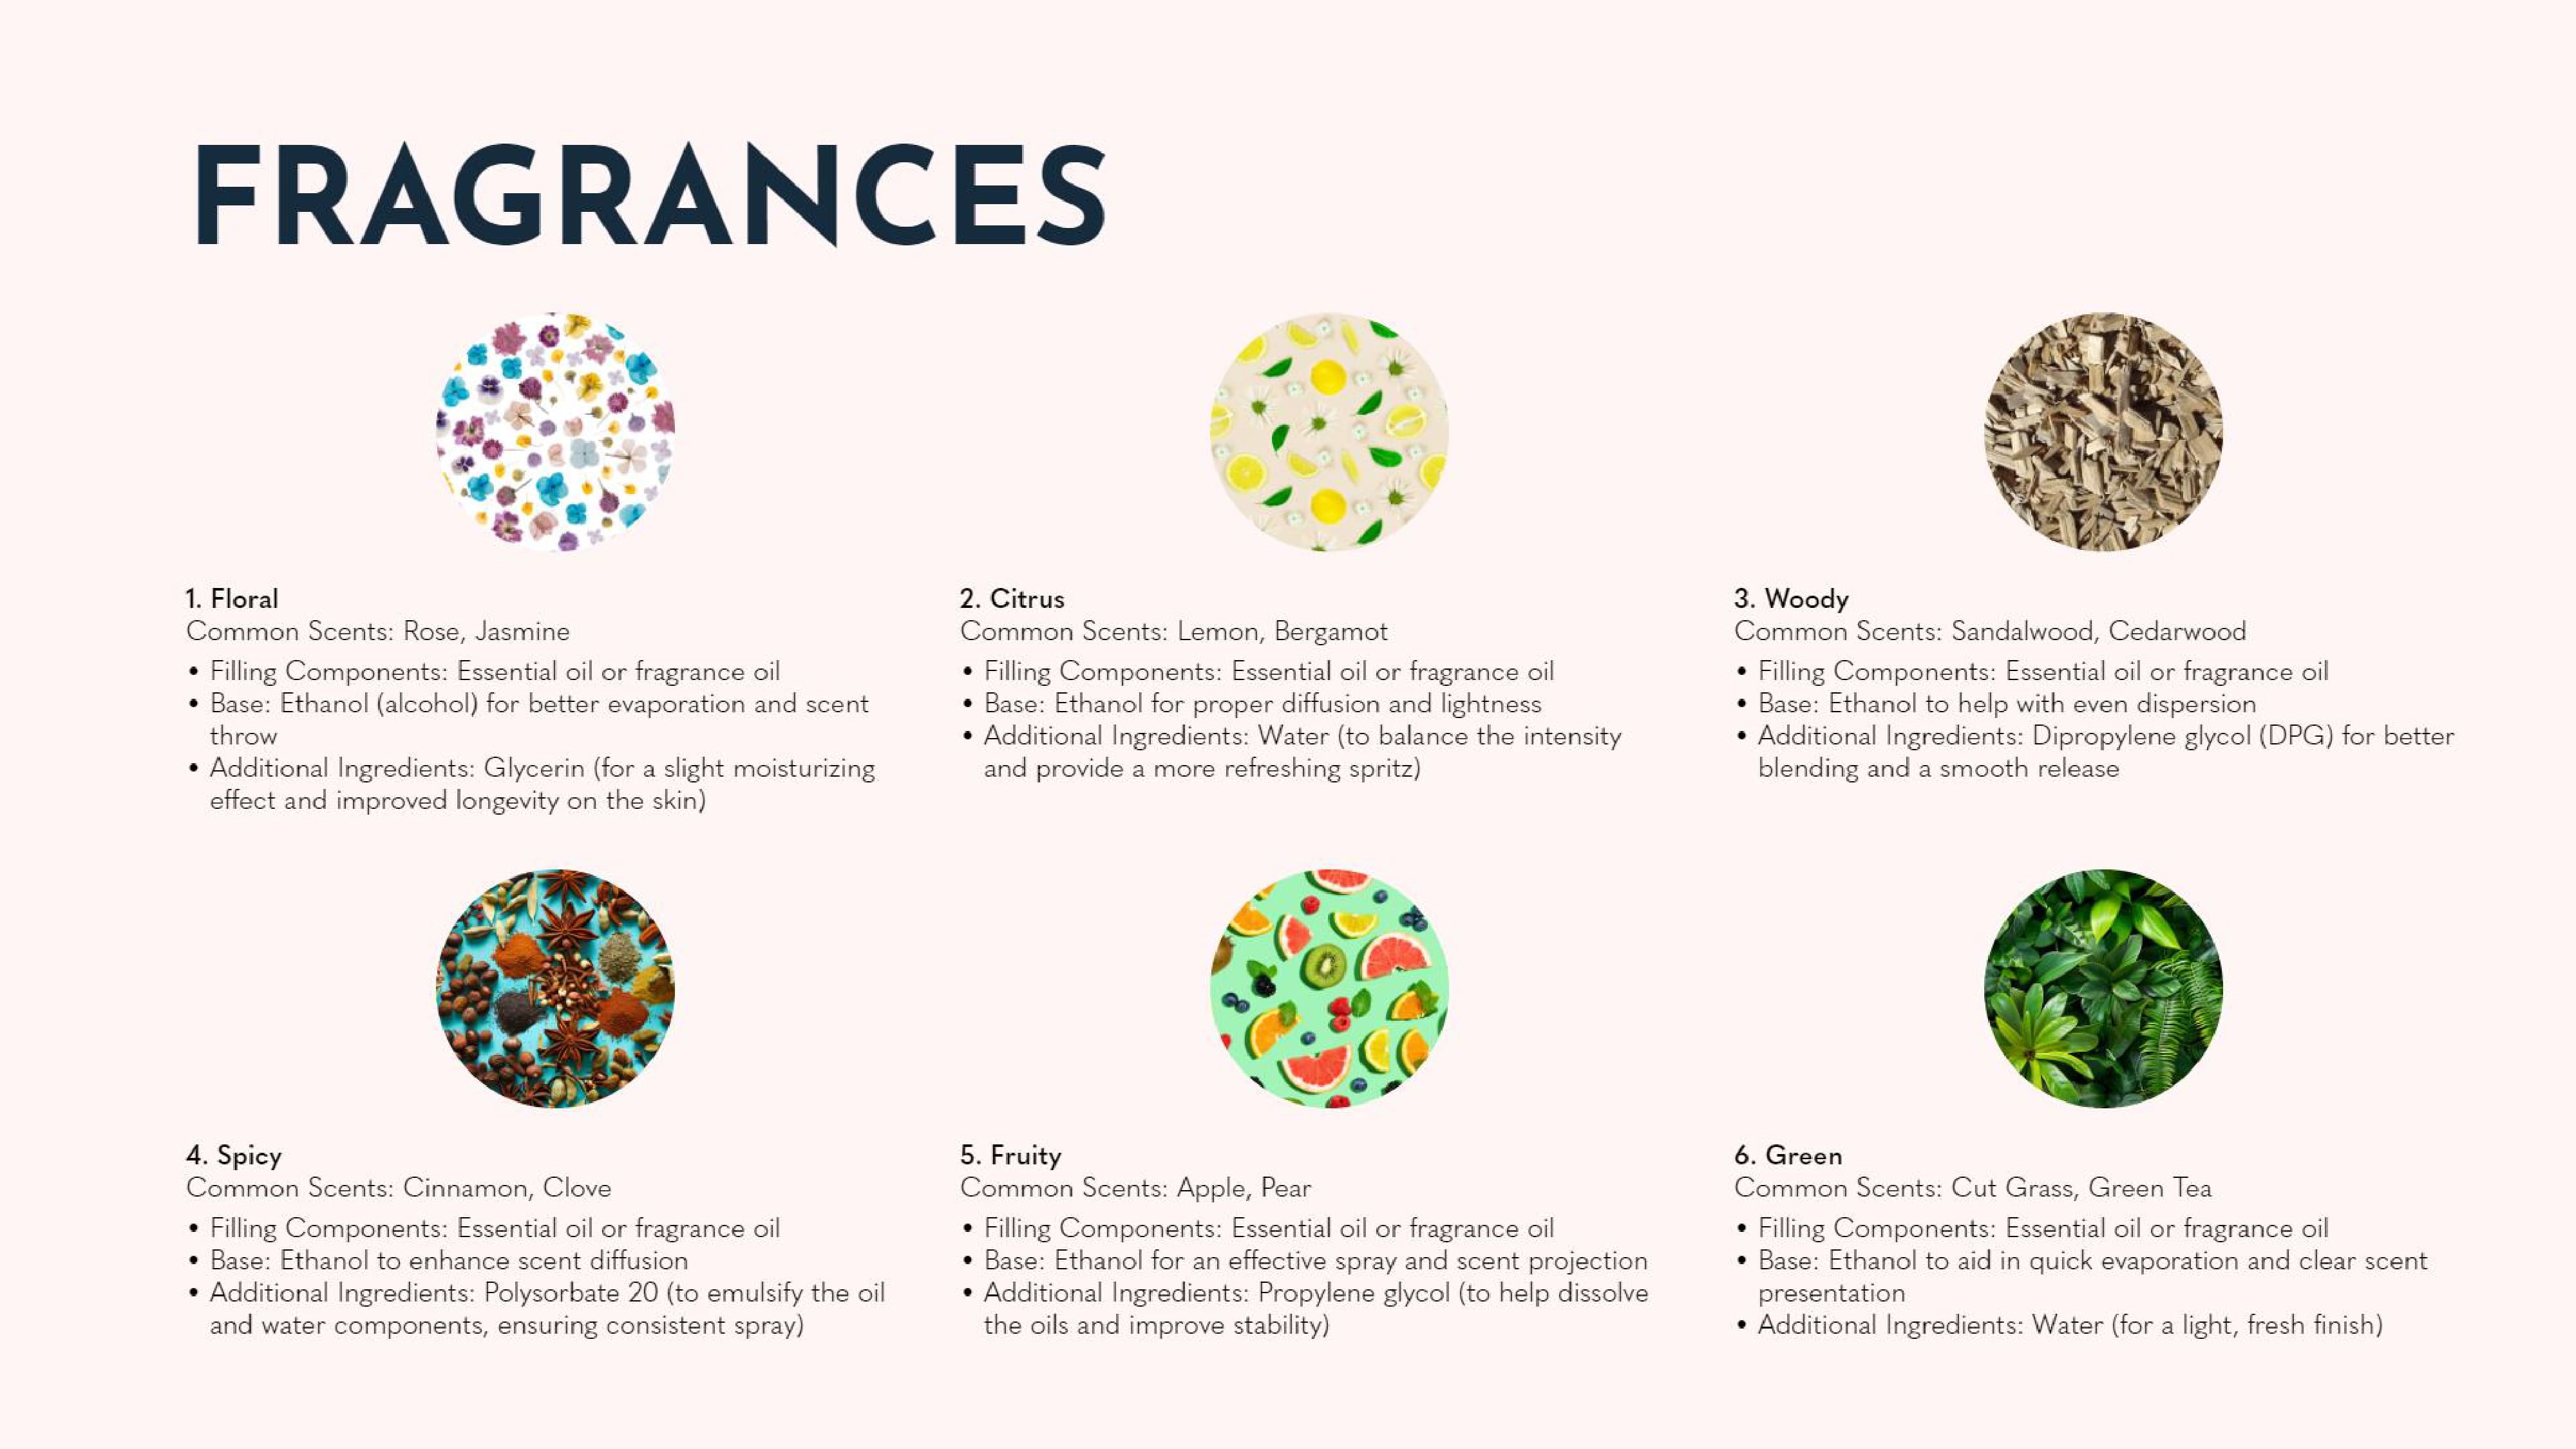 FRAGRANCES
1. Floral
Common Scents: Rose, Jasmine
• Filling Components: Essential oil or fragrance oil
• Base: Ethanol (alcohol) for better evaporation and scent
throw
• Additional Ingredients: Glycerin (for a slight moisturizing
effect and improved longevity on the skin)
2. Citrus
Common Scents: Lemon, Bergamot
• Filling Components: Essential oil or fragrance oil
• Base: Ethanol for proper diffusion and lightness
• Additional Ingredients: Water (to balance the intensity
and provide a more refreshing spritz)
3. Woody
Common Scents: Sandalwood, Cedarwood
• Filling Components: Essential oil or fragrance oil
• Base: Ethanol to help with even dispersion
• Additional Ingredients: Dipropylene glycol (DPG) for better
blending and a smooth release
4. Spicy
Common Scents: Cinnamon, Clove
• Filling Components: Essential oil or fragrance oil
• Base: Ethanol to enhance scent diffusion
• Additional Ingredients: Polysorbate 20 (to emulsify the oil
and water components, ensuring consistent spray)
5. Fruity
Common Scents: Apple, Pear
• Filling Components: Essential oil or fragrance oil
• Base: Ethanol for an effective spray and scent projection
• Additional Ingredients: Propylene glycol (to help dissolve
the oils and improve stability)
6. Green
Common Scents: Cut Grass, Green Tea
• Filling Components: Essential oil or fragrance oil
• Base: Ethanol to aid in quick evaporation and clear scent
presentation
• Additional Ingredients: Water (for a light, fresh finish)